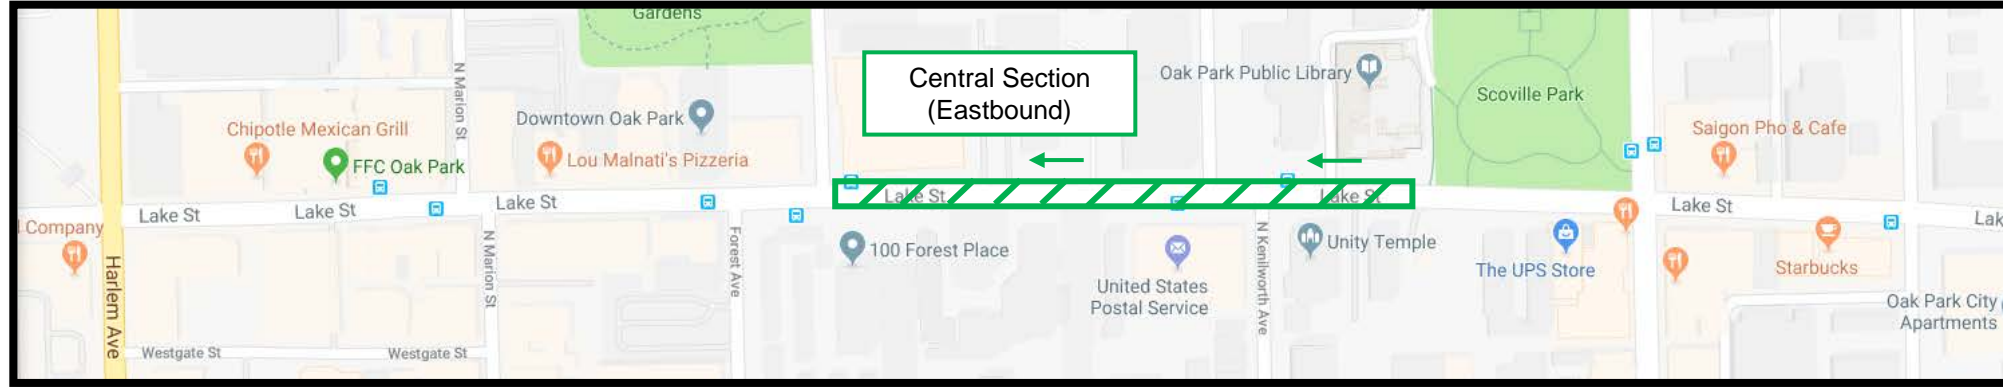 Gardens
Central Section
(Eastbound)
Oak Park Public Library
Scoville Park
N Marion St
Downtown Oak Park
Chipotle Mexican Grill
Saigon Pho & Cafe
Lou Malnati's Pizzeria
FFC Oak Park
Lake St
Lake St
Lake St
Lake St
Lake St
Lake St
Lak
Company
Harlem Ave
N Marion St
Forest Ave
100 Forest Place
N Kenilworth Ave
Unity Temple
The UPS Store
Starbucks
United States
Postal Service
Oak Park City
Apartments
Westgate St
Westgate St